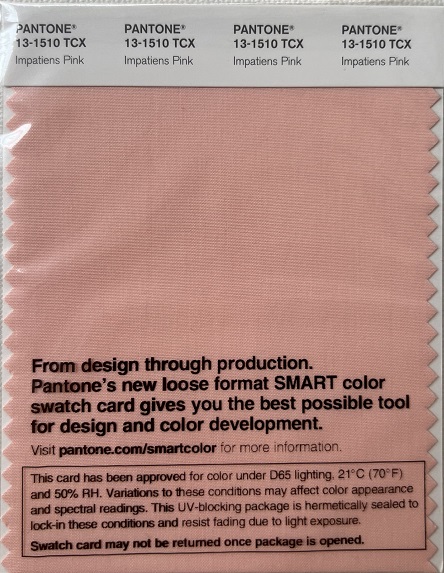 PANTONE® PANTONE® PANTONE® PANTONE®
13-1510 TCX 13-1510 TCX 13-1510 TCX 13-1510 TCX
Impatiens Pink Impatiens Pink Impatiens Pink Impatiens Pink
From design through production.
Pantone's new loose format SMART color
swatch card gives you the best possible tool
for design and color development.
Visit pantone.com/smartcolor for more information.
This card has been approved for color under D65 lighting, 21°C (70°F)
and 50% RH. Variations to these conditions may affect color appearance
and spectral readings. This UV-blocking package is hermetically sealed to
lock-in these conditions and resist fading due to light exposure.
Swatch card may not be returned once package is opened.